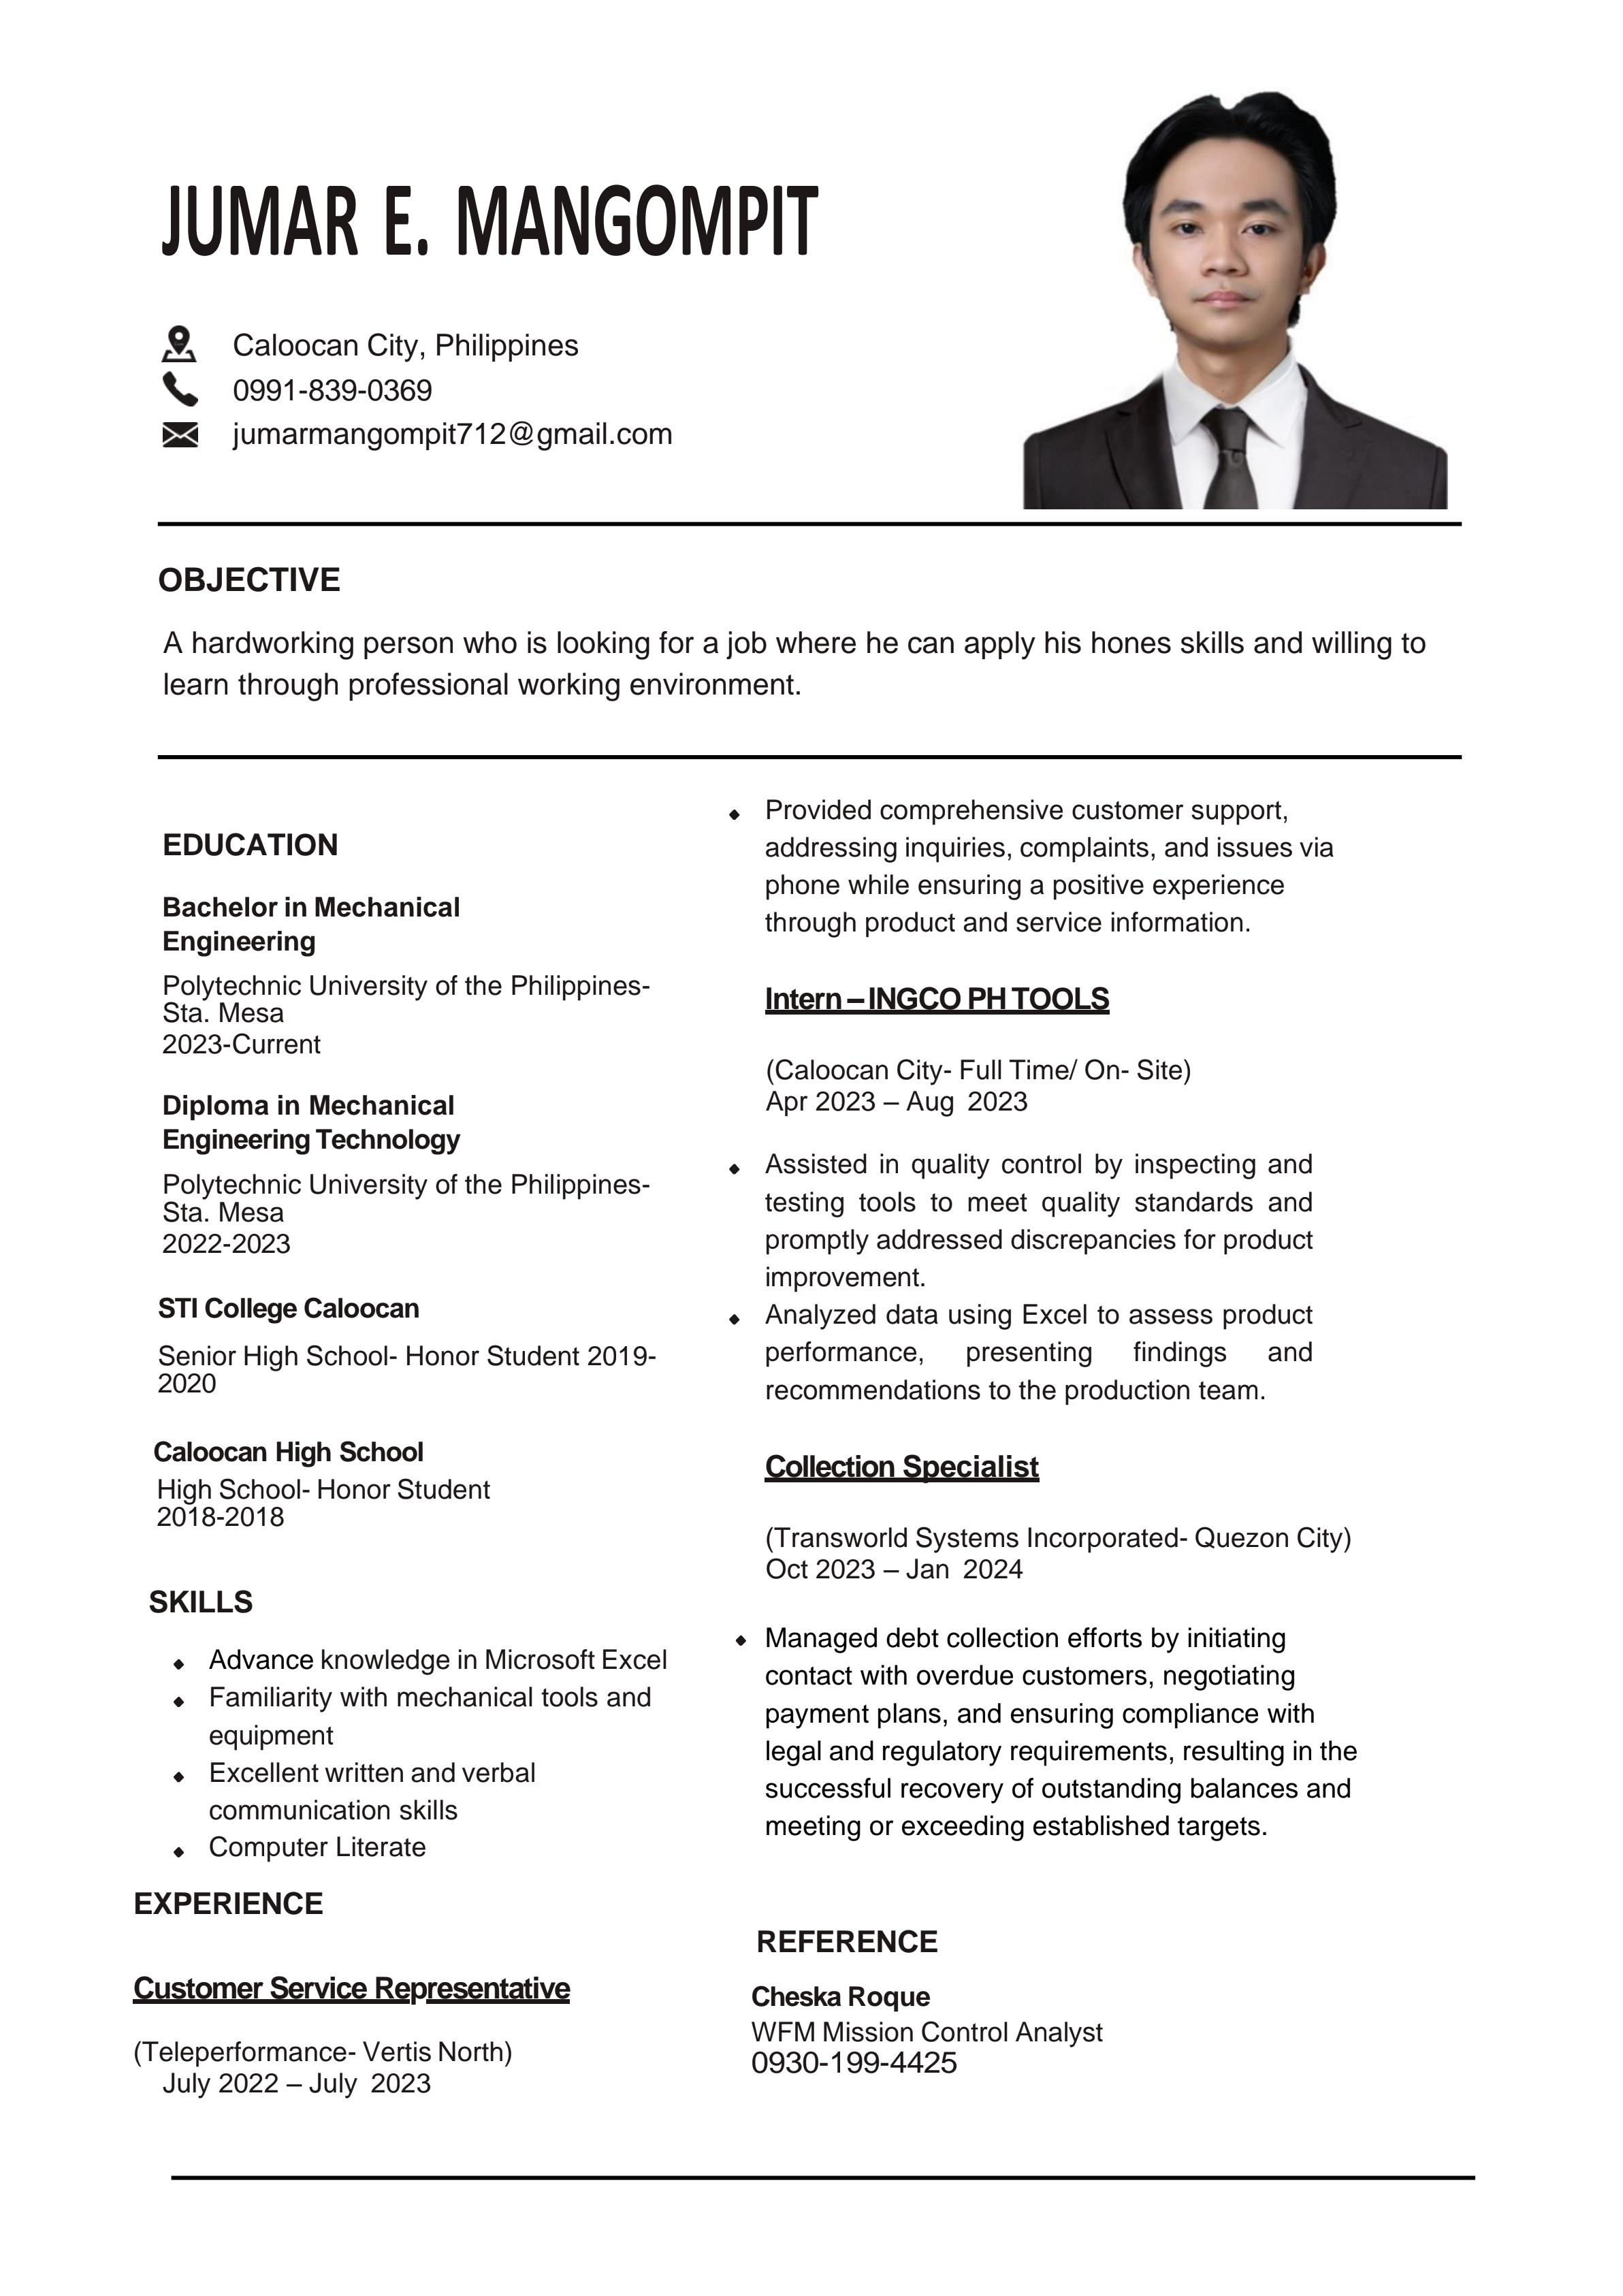 JUMAR E. MANGOMPIT
Caloocan City, Philippines
0991-839-0369
jumarmangompit712@gmail.com
OBJECTIVE
A hardworking person who is looking for a job where he can apply his hones skills and willing to
learn through professional working environment.
EDUCATION
Bachelor in Mechanical
Engineering
Polytechnic University of the Philippines-
Sta. Mesa
2023-Current
Diploma in Mechanical
Engineering Technology
Polytechnic University of the Philippines-
Sta. Mesa
2022-2023
STI College Caloocan
Senior High School- Honor Student 2019-
2020
Caloocan High School
High School- Honor Student
2018-2018
SKILLS
Advance knowledge in Microsoft Excel
Familiarity with mechanical tools and
equipment
Excellent written and verbal
communication skills
Computer Literate
EXPERIENCE
Customer Service Representative
(Teleperformance- Vertis North)
July 2022 – July 2023
Provided comprehensive customer support,
addressing inquiries, complaints, and issues via
phone while ensuring a positive experience
through product and service information.
Intern – INGCO PH TOOLS
(Caloocan City- Full Time/ On- Site)
Apr 2023 – Aug 2023
Assisted in quality control by inspecting and
testing tools to meet quality standards and
promptly addressed discrepancies for product
improvement.
Analyzed data using Excel to assess product
performance, presenting findings and
recommendations to the production team.
Collection Specialist
(Transworld Systems Incorporated- Quezon City)
Oct 2023 – Jan 2024
Managed debt collection efforts by initiating
contact with overdue customers, negotiating
payment plans, and ensuring compliance with
legal and regulatory requirements, resulting in the
successful recovery of outstanding balances and
meeting or exceeding established targets.
REFERENCE
Cheska Roque
WFM Mission Control Analyst
0930-199-4425